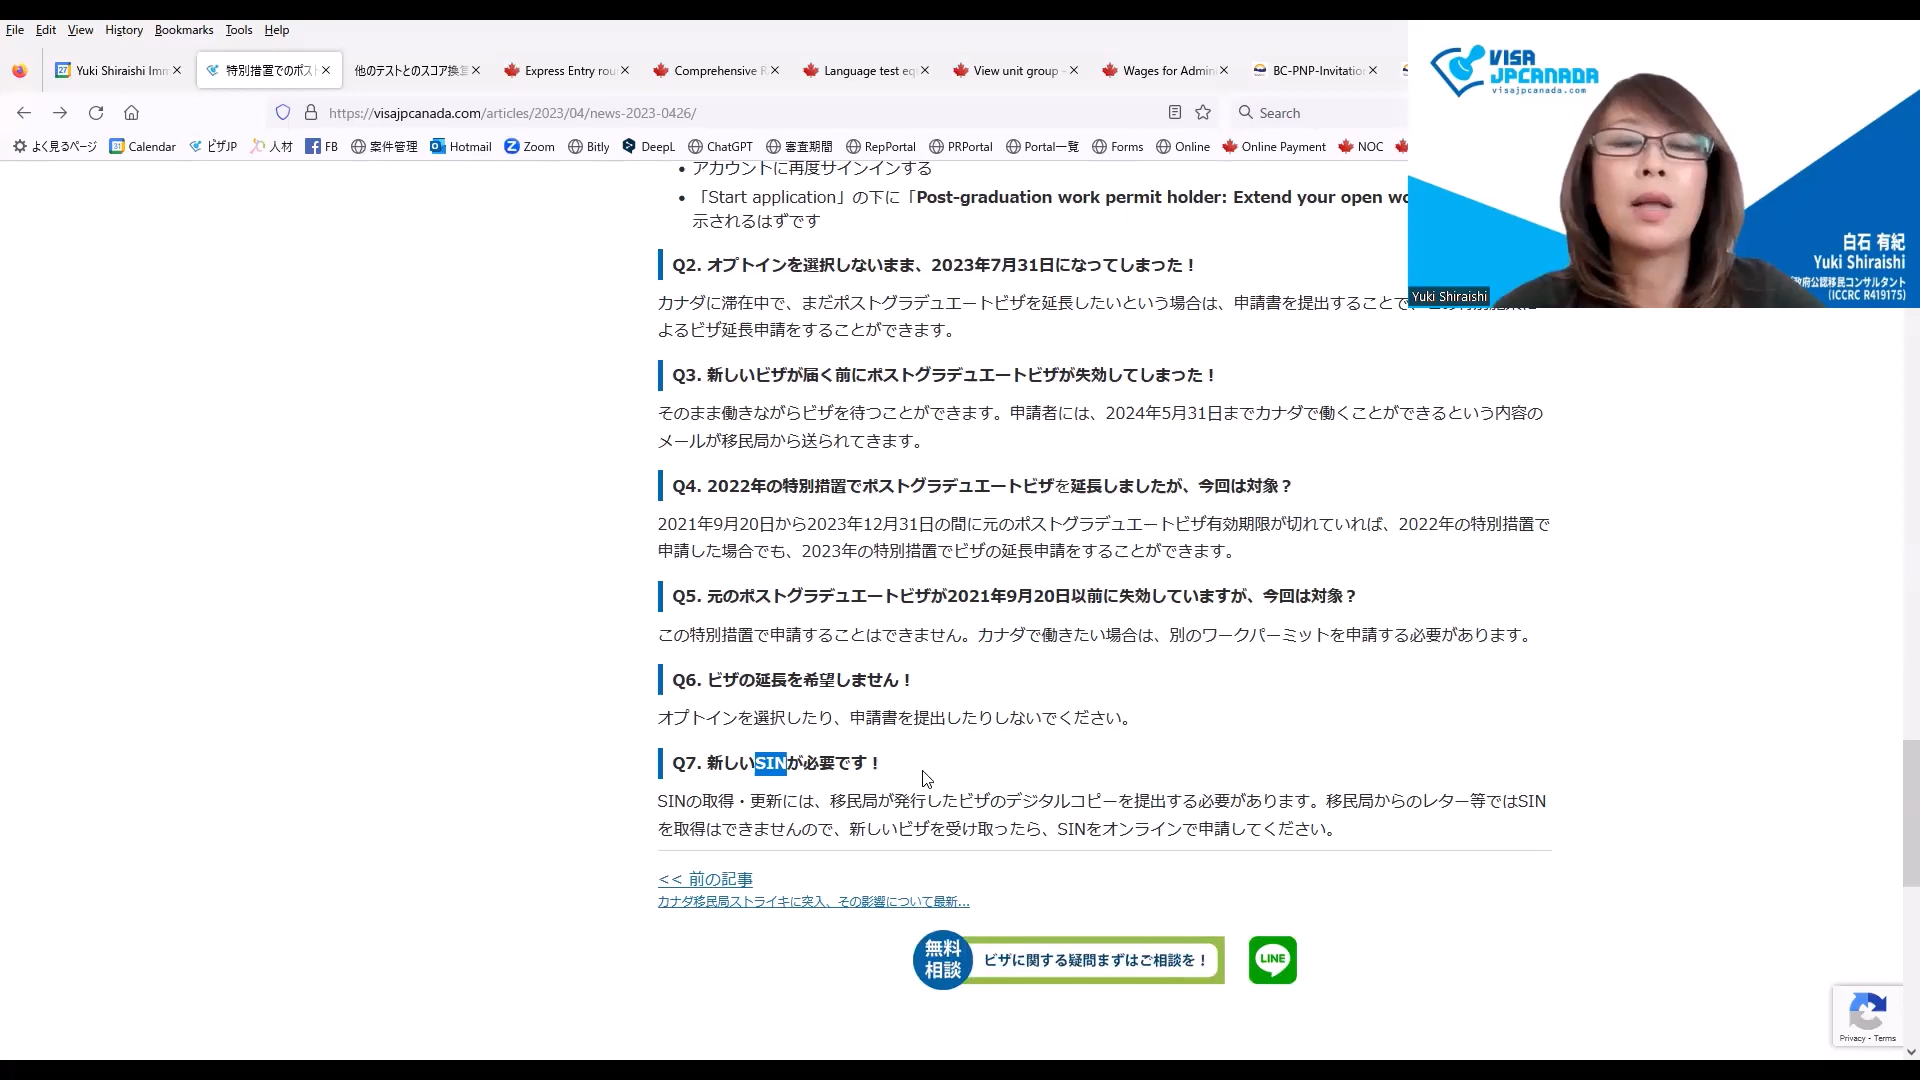 File Edit View History Bookmarks Tools Help
Yuki Shiraishi Imm
特別措置でのポスト
他のテストとのスコア換算
Express Entry rou
Comprehensive R
Language test eq
View unit group -
Wages for Admini
BC-PNP-Invitation
https://visajpcanada.com/articles/2023/04/news-2023-0426/
Search
よく見るページ Calendar ビザJP 人材 FB 案件管理 Hotmail Zoom Bitly DeepL ChatGPT 審査期間 RepPortal PRPortal Portal一覧 Forms Online Online Payment NOC
VISA
JPCANADA
visajpcanada.com
白石 有紀
Yuki Shiraishi
政府公認移民コンサルタント
(ICCRC R419175)
Yuki Shiraishi
• アカウントに再度サインインする
• 「Start application」の下に「Post-graduation work permit holder: Extend your open wo
示されるはずです
Q2. オプトインを選択しないまま、2023年7月31日になってしまった！
カナダに滞在中で、まだポストグラデュエートビザを延長したいという場合は、申請書を提出することで、
よるビザ延長申請をすることができます。
Q3. 新しいビザが届く前にポストグラデュエートビザが失効してしまった！
そのまま働きながらビザを待つことができます。申請者には、2024年5月31日までカナダで働くことができるという内容の
メールが移民局から送られてきます。
Q4. 2022年の特別措置でポストグラデュエートビザを延長しましたが、今回は対象？
2021年9月20日から2023年12月31日の間に元のポストグラデュエートビザ有効期限が切れていれば、2022年の特別措置で
申請した場合でも、2023年の特別措置でビザの延長申請をすることができます。
Q5. 元のポストグラデュエートビザが2021年9月20日以前に失効していますが、今回は対象？
この特別措置で申請することはできません。カナダで働きたい場合は、別のワークパーミットを申請する必要があります。
Q6. ビザの延長を希望しません！
オプトインを選択したり、申請書を提出したりしないでください。
Q7. 新しいSINが必要です！
SINの取得・更新には、移民局が発行したビザのデジタルコピーを提出する必要があります。移民局からのレター等ではSIN
を取得はできませんので、新しいビザを受け取ったら、SINをオンラインで申請してください。
<< 前の記事
カナダ移民局ストライキに突入、その影響について最新...
無料
相談
ビザに関する疑問まずはご相談を！
LINE
Privacy - Terms